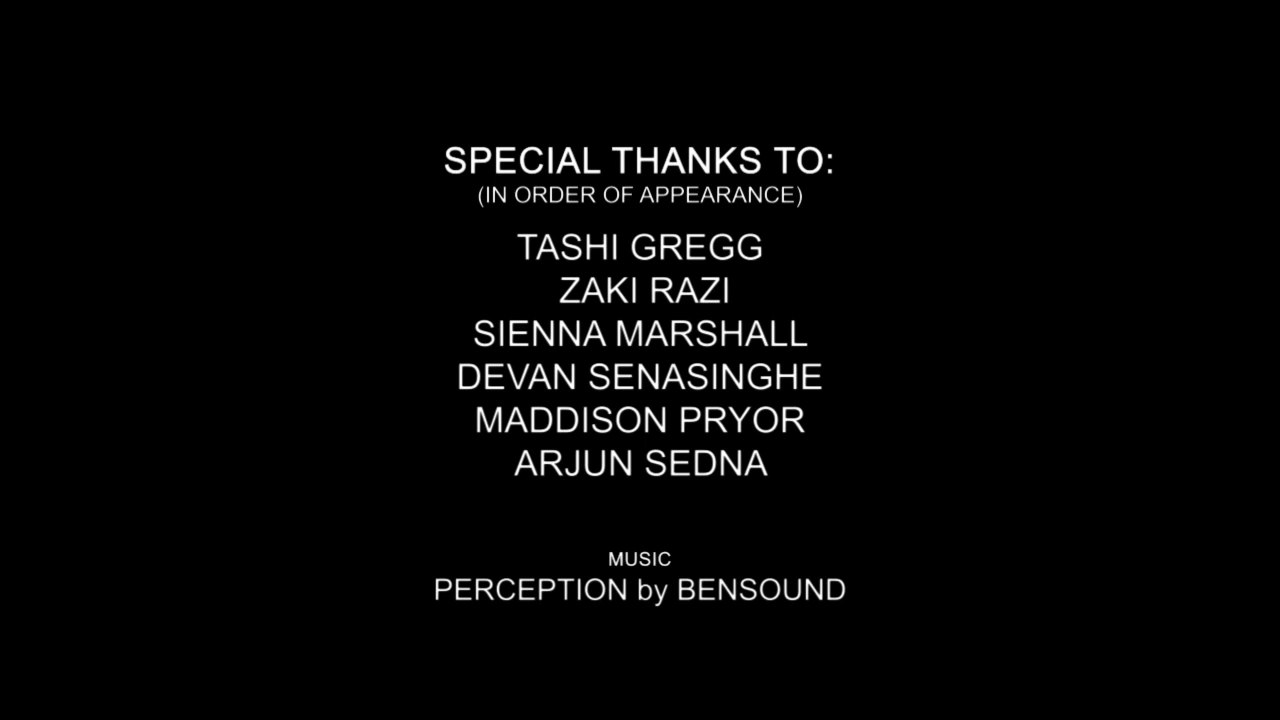 SPECIAL THANKS TO:
(IN ORDER OF APPEARANCE)
TASHI GREGG
ZAKI RAZI
SIENNA MARSHALL
DEVAN SENASINGHE
MADDISON PRYOR
ARJUN SEDNA
MUSIC
PERCEPTION by BENSOUND